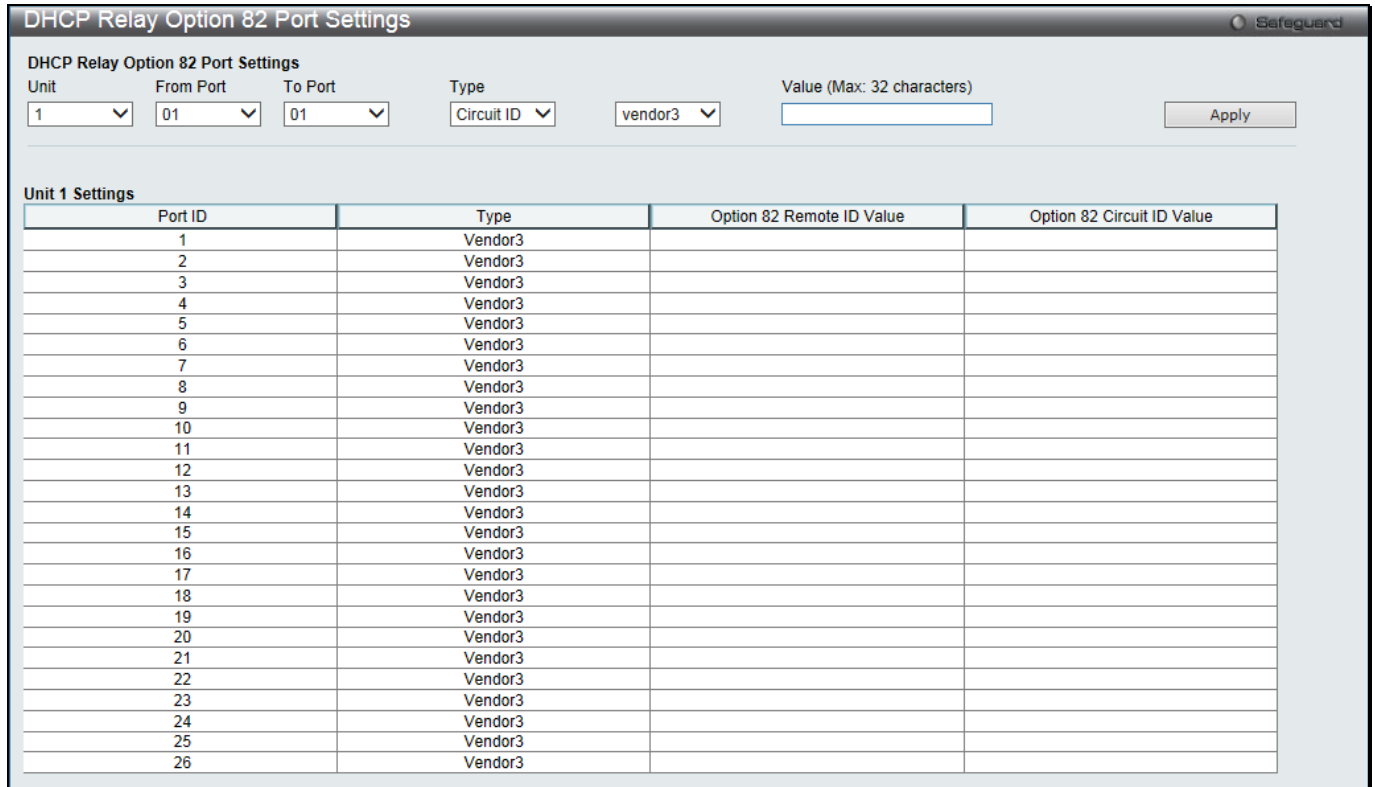 DHCP Relay Option 82 Port Settings
Safeguard
DHCP Relay Option 82 Port Settings
Unit From Port To Port Type Value (Max: 32 characters)
1 01 01 Circuit ID vendor3 Apply
Unit 1 Settings
Port ID Type Option 82 Remote ID Value Option 82 Circuit ID Value
1 Vendor3
2 Vendor3
3 Vendor3
4 Vendor3
5 Vendor3
6 Vendor3
7 Vendor3
8 Vendor3
9 Vendor3
10 Vendor3
11 Vendor3
12 Vendor3
13 Vendor3
14 Vendor3
15 Vendor3
16 Vendor3
17 Vendor3
18 Vendor3
19 Vendor3
20 Vendor3
21 Vendor3
22 Vendor3
23 Vendor3
24 Vendor3
25 Vendor3
26 Vendor3